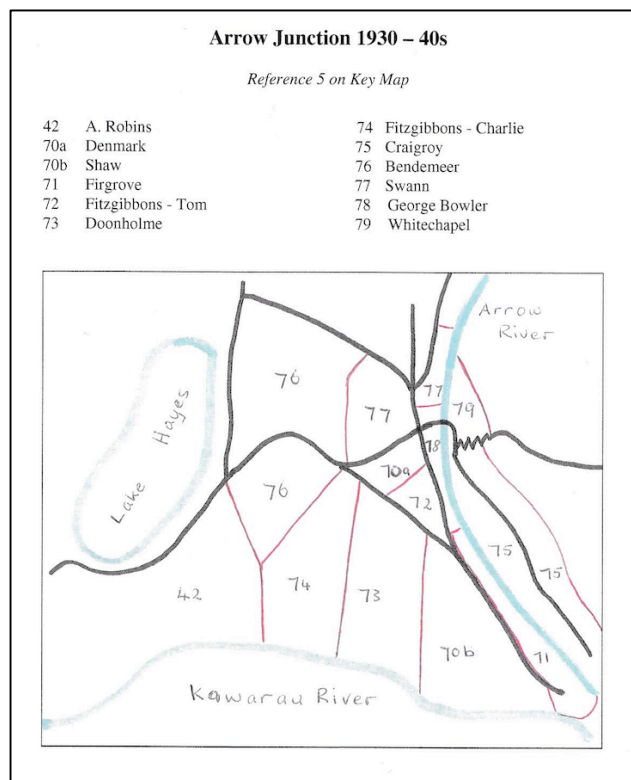 Arrow Junction 1930 – 40s
Reference 5 on Key Map
42 A. Robins
70a Denmark
70b Shaw
71 Firgrove
72 Fitzgibbons - Tom
73 Doonholme
74 Fitzgibbons - Charlie
75 Craigroy
76 Bendemeer
77 Swann
78 George Bowler
79 Whitechapel
Arrow
River
Lake Hayes
76
77
77
79
78
70a
76
72
75
75
42
74
73
70b
71
Kawarau River